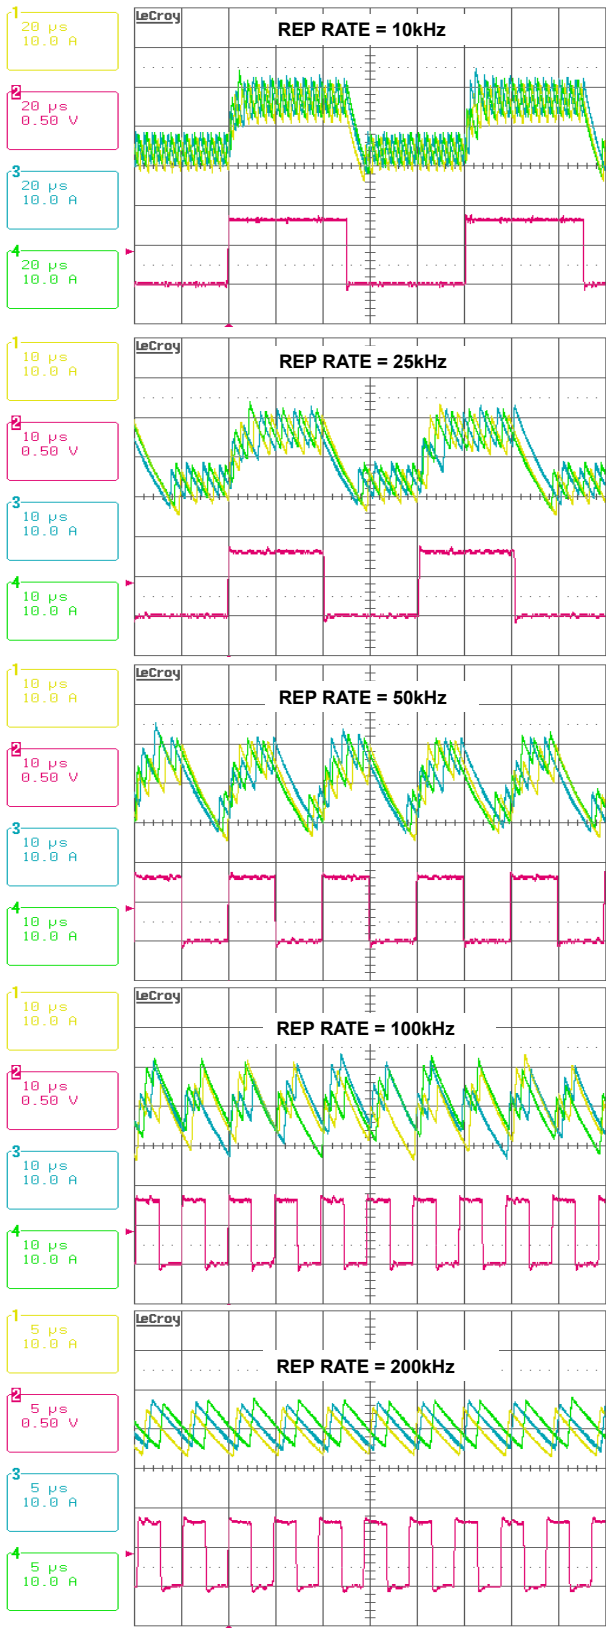 1
20 µs
10.0 A
2
20 µs
0.50 V
3
20 µs
10.0 A
4
20 µs
10.0 A
LeCroy
REP RATE = 10kHz
1
10 µs
10.0 A
2
10 µs
0.50 V
3
10 µs
10.0 A
4
10 µs
10.0 A
LeCroy
REP RATE = 25kHz
1
10 µs
10.0 A
2
10 µs
0.50 V
3
10 µs
10.0 A
4
10 µs
10.0 A
LeCroy
REP RATE = 50kHz
1
10 µs
10.0 A
2
10 µs
0.50 V
3
10 µs
10.0 A
4
10 µs
10.0 A
LeCroy
REP RATE = 100kHz
1
5 µs
10.0 A
2
5 µs
0.50 V
3
5 µs
10.0 A
4
5 µs
10.0 A
LeCroy
REP RATE = 200kHz